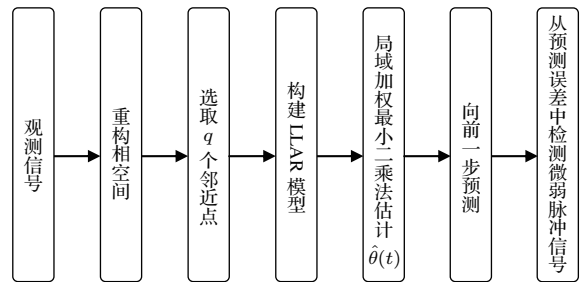 观测信号
重构相空间
选取 q 个邻近点
构建 LLAR 模型
局域加权最小二乘法估计 θ̂(t)
向前一步预测
从预测误差中检测微弱脉冲信号